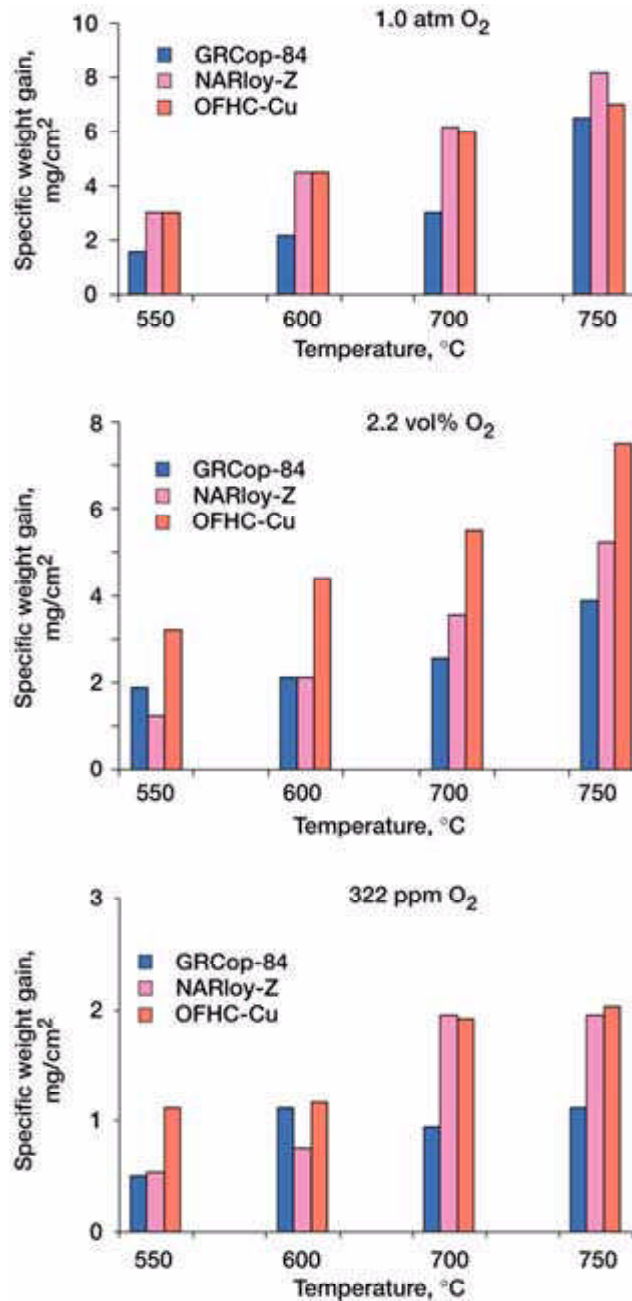 1.0 atm O2
Specific weight gain,
mg/cm2
10
8
6
4
2
0
GRCop-84
NARloy-Z
OFHC-Cu
550 600 700 750
Temperature, °C
2.2 vol% O2
Specific weight gain,
mg/cm2
8
6
4
2
0
GRCop-84
NARloy-Z
OFHC-Cu
550 600 700 750
Temperature, °C
322 ppm O2
Specific weight gain,
mg/cm2
3
2
1
0
GRCop-84
NARloy-Z
OFHC-Cu
550 600 700 750
Temperature, °C